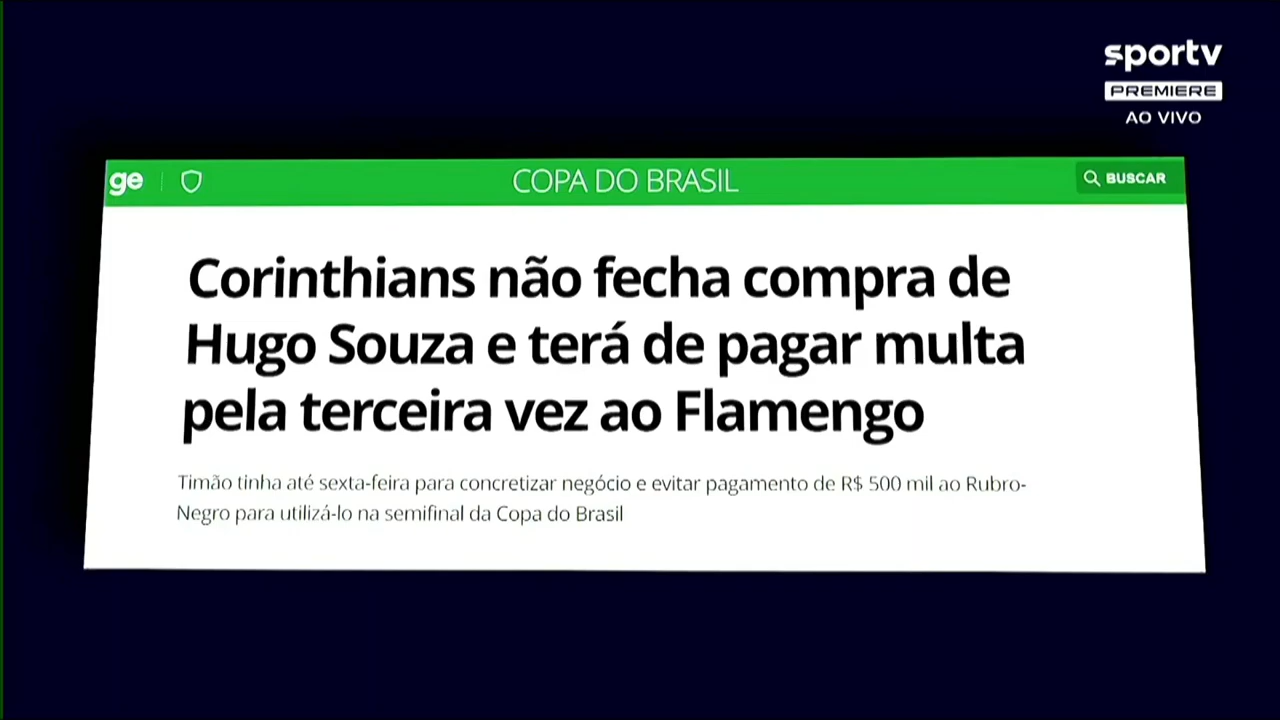 sportv
PREMIERE
AO VIVO
ge
COPA DO BRASIL
BUSCAR
Corinthians não fecha compra de
Hugo Souza e terá de pagar multa
pela terceira vez ao Flamengo
Timão tinha até sexta-feira para concretizar negócio e evitar pagamento de R$ 500 mil ao Rubro-
Negro para utilizá-lo na semifinal da Copa do Brasil